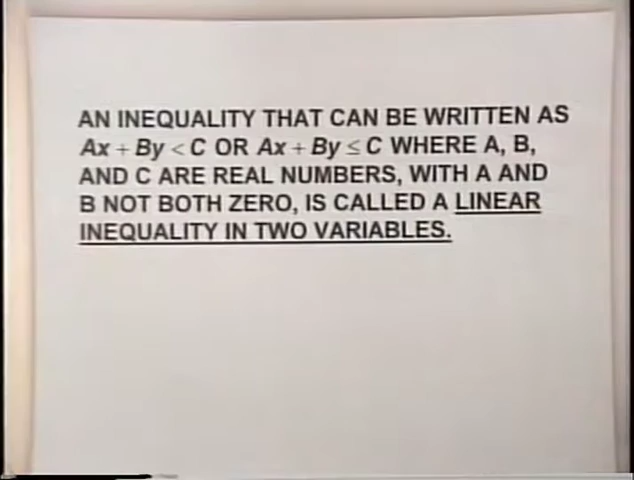 AN INEQUALITY THAT CAN BE WRITTEN AS
Ax + By < C OR Ax + By ≤ C WHERE A, B,
AND C ARE REAL NUMBERS, WITH A AND
B NOT BOTH ZERO, IS CALLED A LINEAR
INEQUALITY IN TWO VARIABLES.